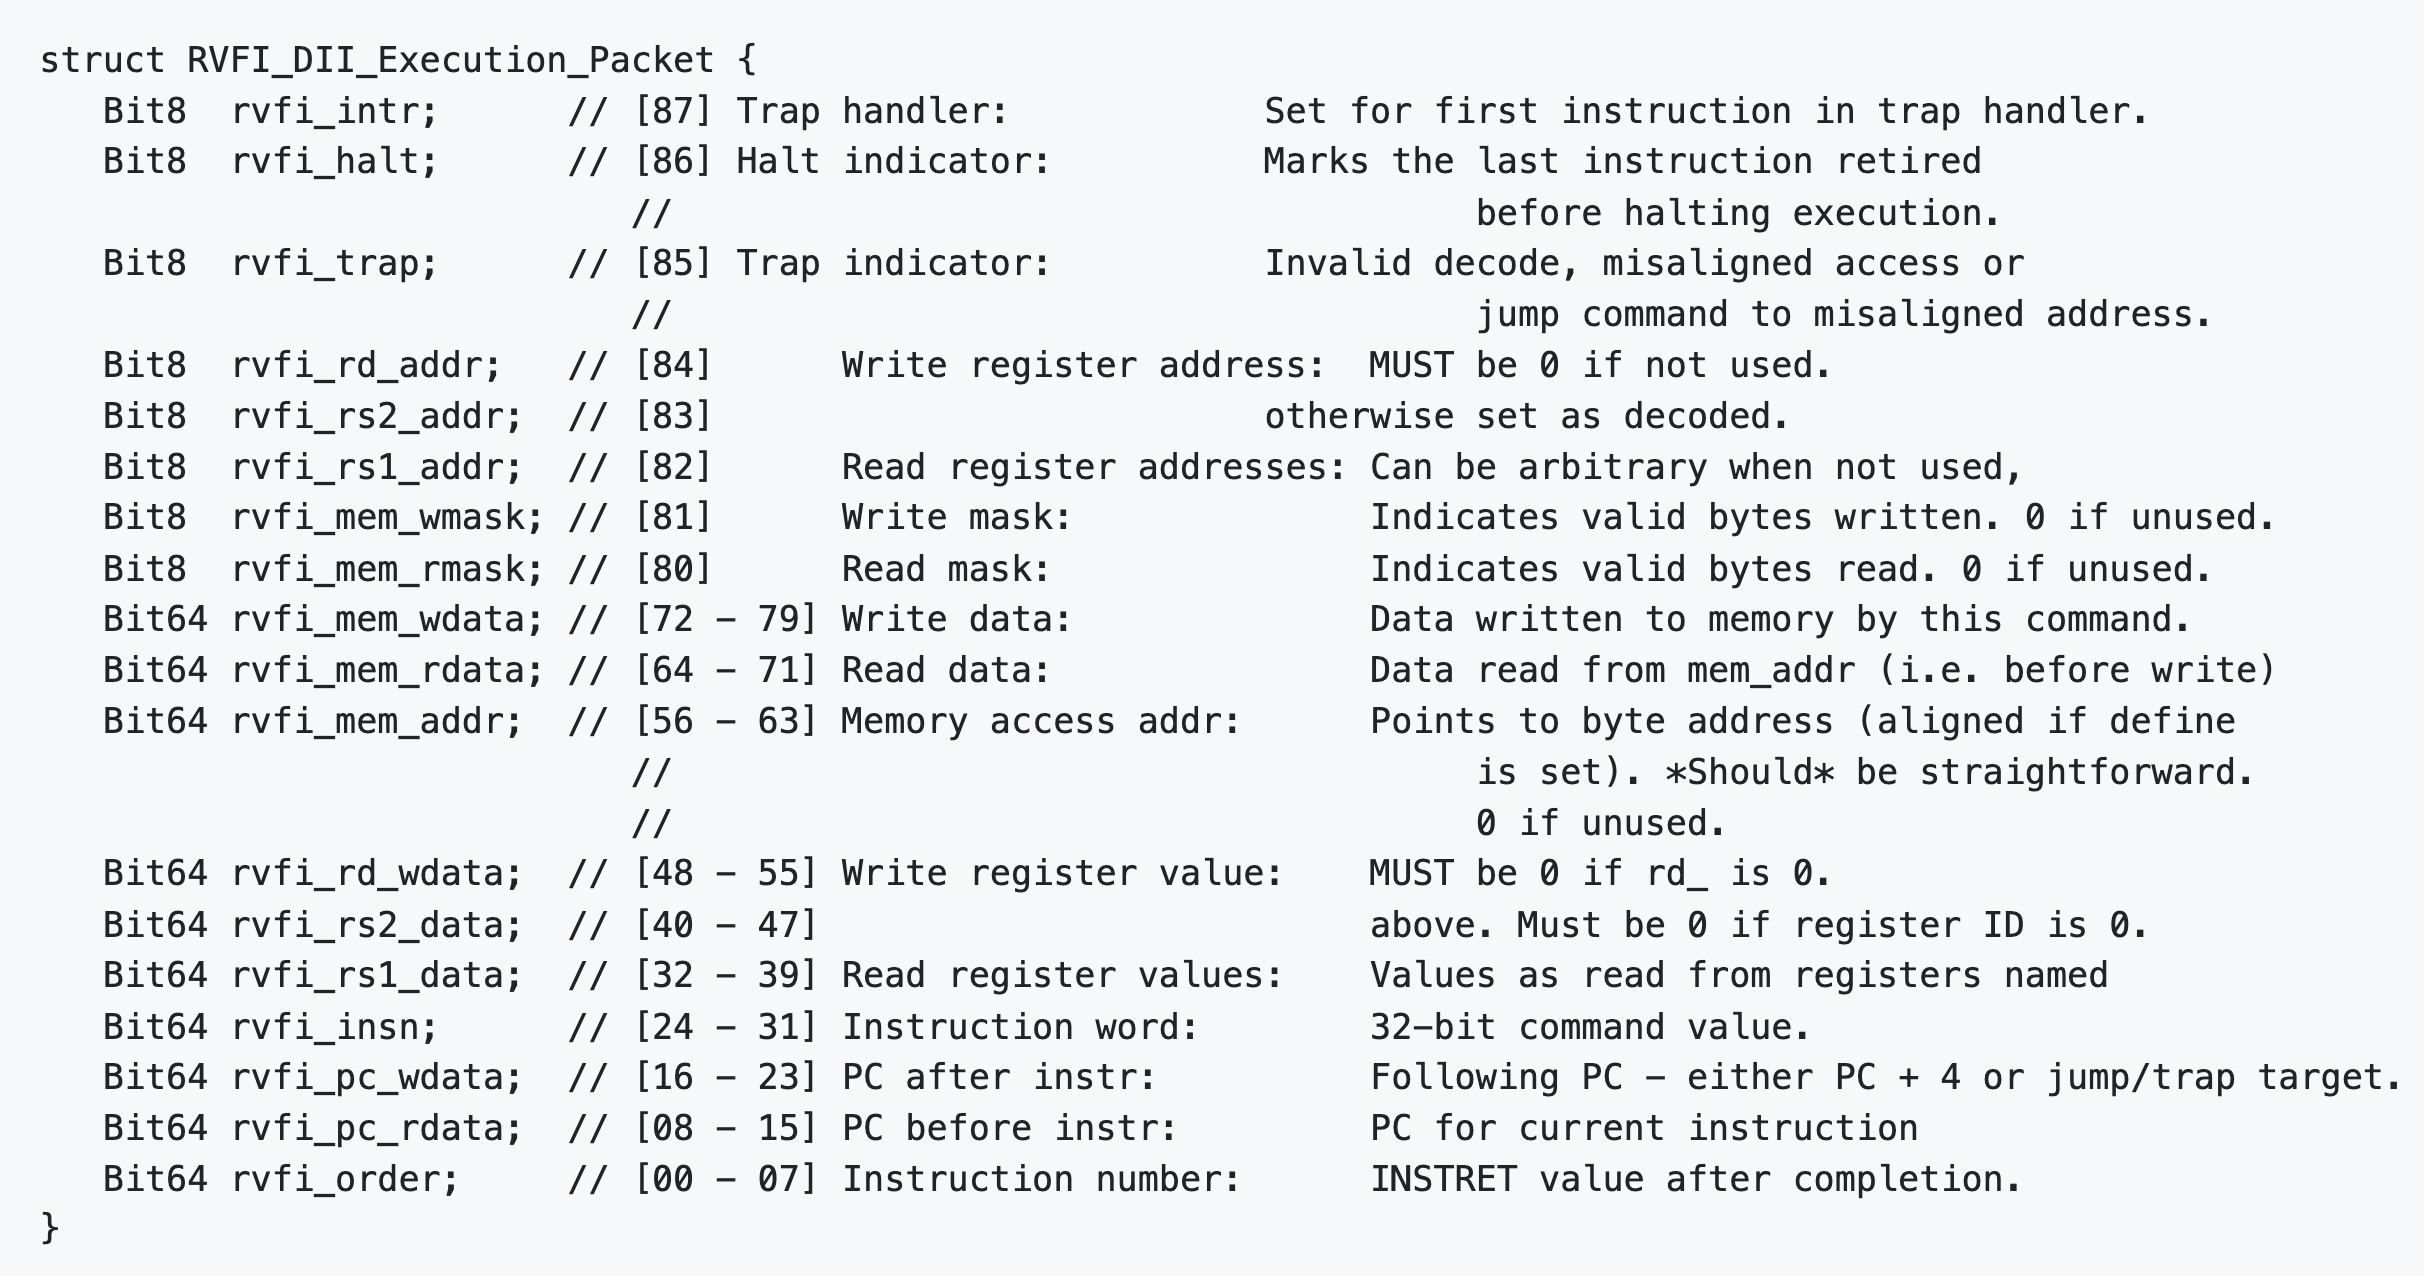 struct RVFI_DII_Execution_Packet {
   Bit8  rvfi_intr;      // [87] Trap handler:            Set for first instruction in trap handler.
   Bit8  rvfi_halt;      // [86] Halt indicator:          Marks the last instruction retired
                            //                                      before halting execution.
   Bit8  rvfi_trap;      // [85] Trap indicator:          Invalid decode, misaligned access or
                            //                                      jump command to misaligned address.
   Bit8  rvfi_rd_addr;   // [84]      Write register address:  MUST be 0 if not used.
   Bit8  rvfi_rs2_addr;  // [83]                          otherwise set as decoded.
   Bit8  rvfi_rs1_addr;  // [82]      Read register addresses: Can be arbitrary when not used,
   Bit8  rvfi_mem_wmask; // [81]      Write mask:              Indicates valid bytes written. 0 if unused.
   Bit8  rvfi_mem_rmask; // [80]      Read mask:               Indicates valid bytes read. 0 if unused.
   Bit64 rvfi_mem_wdata; // [72 - 79] Write data:              Data written to memory by this command.
   Bit64 rvfi_mem_rdata; // [64 - 71] Read data:               Data read from mem_addr (i.e. before write)
   Bit64 rvfi_mem_addr;  // [56 - 63] Memory access addr:      Points to byte address (aligned if define
                            //                                      is set). *Should* be straightforward.
                            //                                      0 if unused.
   Bit64 rvfi_rd_wdata;  // [48 - 55] Write register value:    MUST be 0 if rd_ is 0.
   Bit64 rvfi_rs2_data;  // [40 - 47]                          above. Must be 0 if register ID is 0.
   Bit64 rvfi_rs1_data;  // [32 - 39] Read register values:    Values as read from registers named
   Bit64 rvfi_insn;      // [24 - 31] Instruction word:        32-bit command value.
   Bit64 rvfi_pc_wdata;  // [16 - 23] PC after instr:          Following PC - either PC + 4 or jump/trap target.
   Bit64 rvfi_pc_rdata;  // [08 - 15] PC before instr:         PC for current instruction
   Bit64 rvfi_order;     // [00 - 07] Instruction number:      INSTRET value after completion.
}